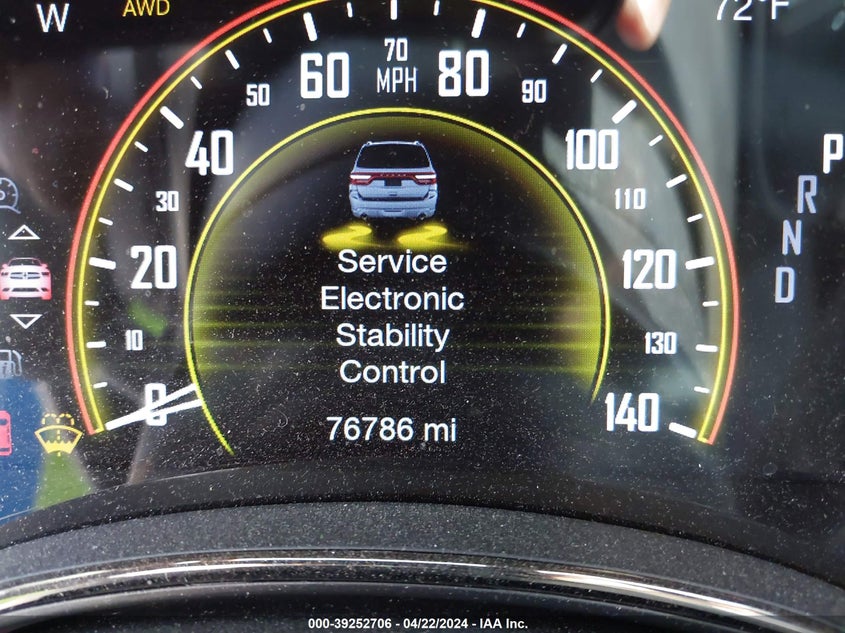 W
AWD
72°F
70
MPH
60
80
50
90
40
100
30
110
20
120
10
130
0
140
P
R
N
D
Service
Electronic
Stability
Control
76786 mi
000-39252706 - 04/22/2024 - IAA Inc.